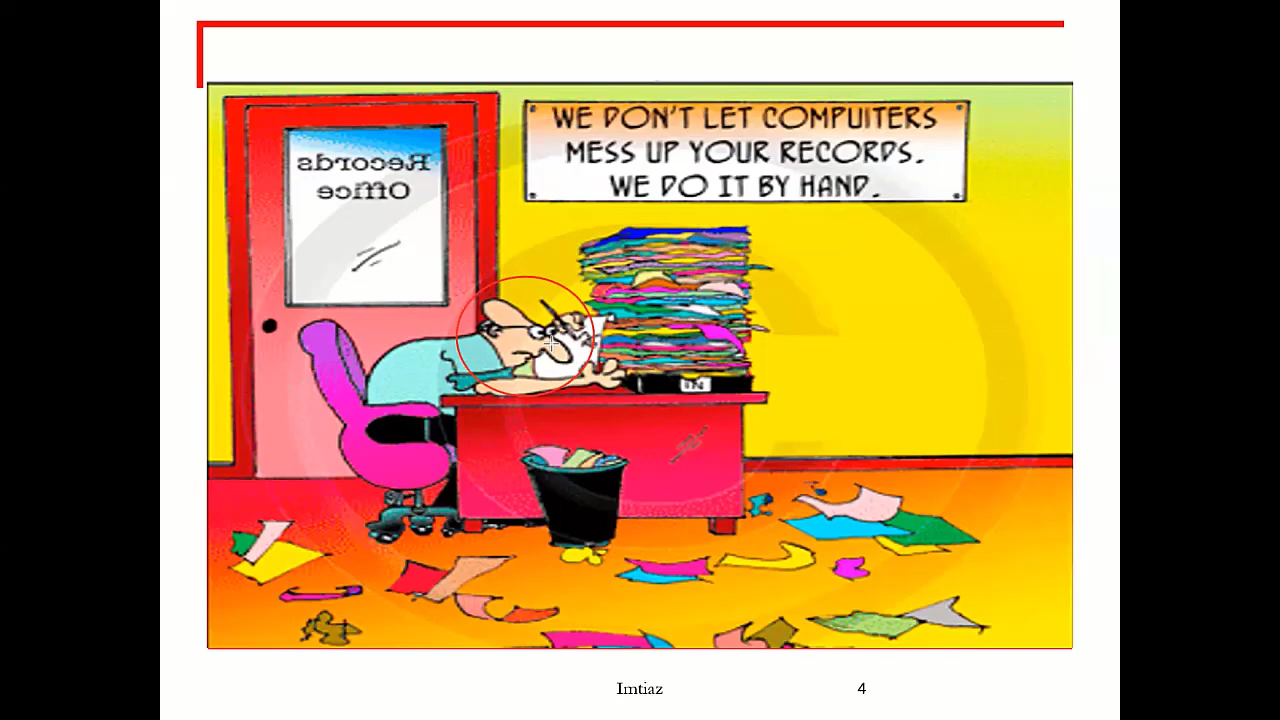 WE DON'T LET COMPUTERS
MESS UP YOUR RECORDS.
WE DO IT BY HAND.
Records
Office
IN
Imtiaz 4